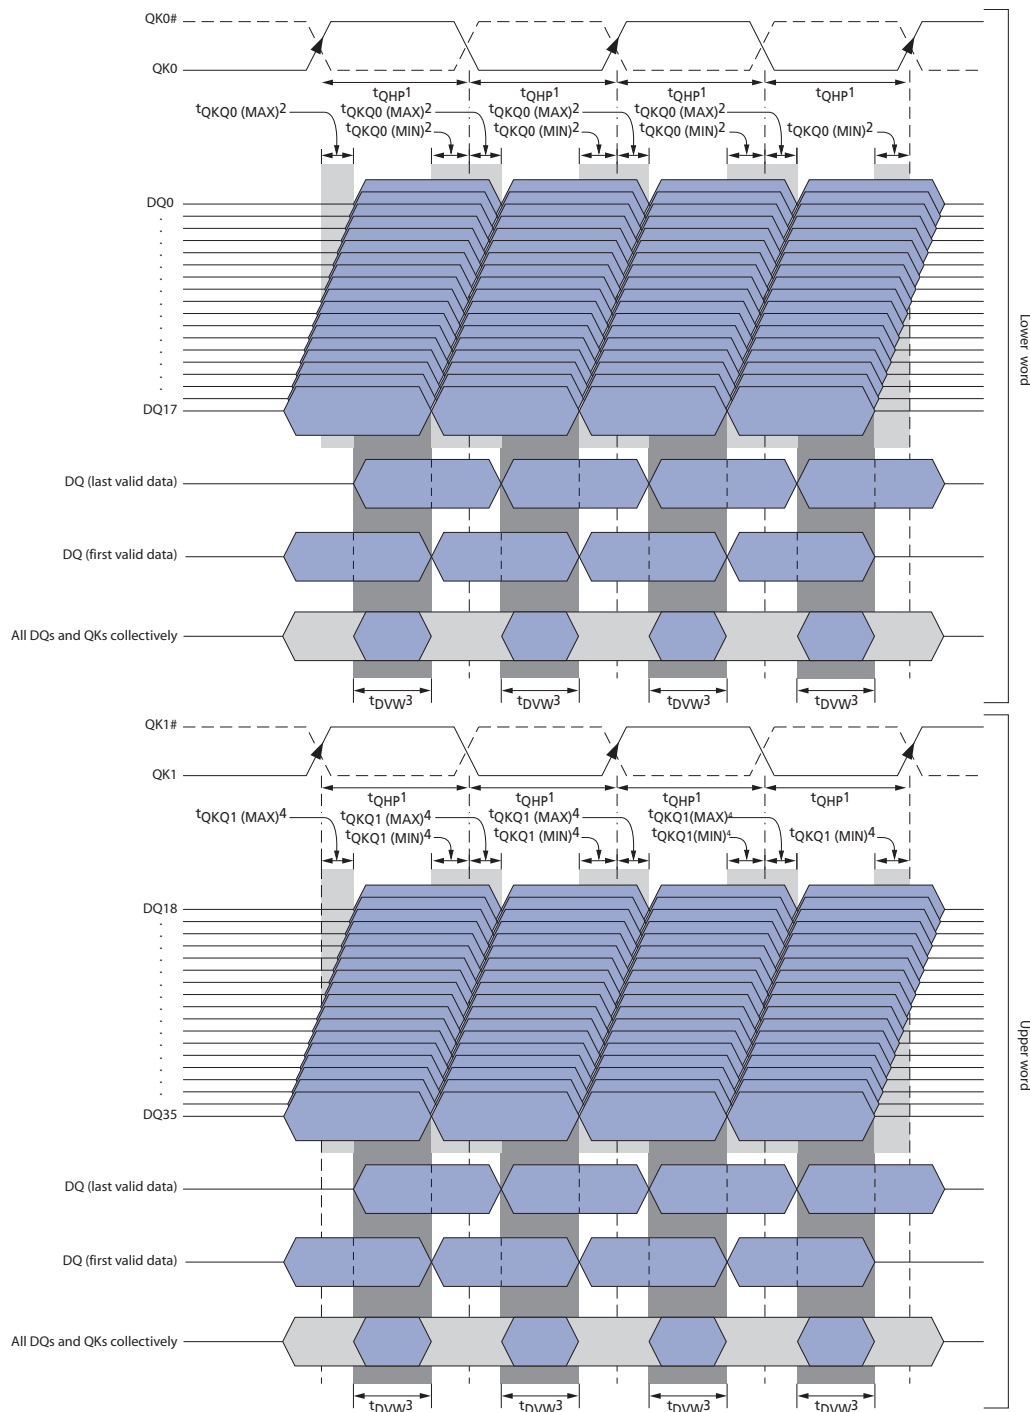 QK0#
QK0
tQHP1 tQHP1 tQHP1 tQHP1
tQKQ0 (MAX)2 tQKQ0 (MAX)2 tQKQ0 (MAX)2 tQKQ0 (MAX)2
tQKQ0 (MIN)2 tQKQ0 (MIN)2 tQKQ0 (MIN)2 tQKQ0 (MIN)2
DQ0
DQ17
DQ (last valid data)
DQ (first valid data)
All DQs and QKs collectively
tDVW3 tDVW3 tDVW3 tDVW3
Lower word
QK1#
QK1
tQHP1 tQHP1 tQHP1 tQHP1
tQKQ1 (MAX)4 tQKQ1 (MAX)4 tQKQ1 (MAX)4 tQKQ1(MAX)4
tQKQ1 (MIN)4 tQKQ1 (MIN)4 tQKQ1(MIN)4 tQKQ1 (MIN)4
DQ18
DQ35
DQ (last valid data)
DQ (first valid data)
All DQs and QKs collectively
tDVW3 tDVW3 tDVW3 tDVW3
Upper word